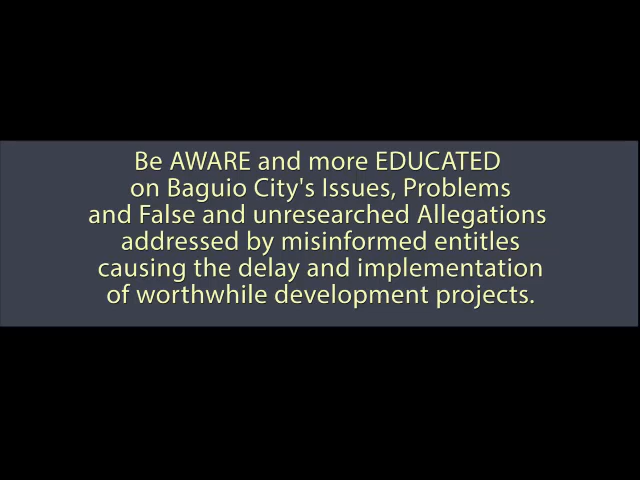 Be AWARE and more EDUCATED
on Baguio City's Issues, Problems
and False and unresearched Allegations
addressed by misinformed entitles
causing the delay and implementation
of worthwhile development projects.